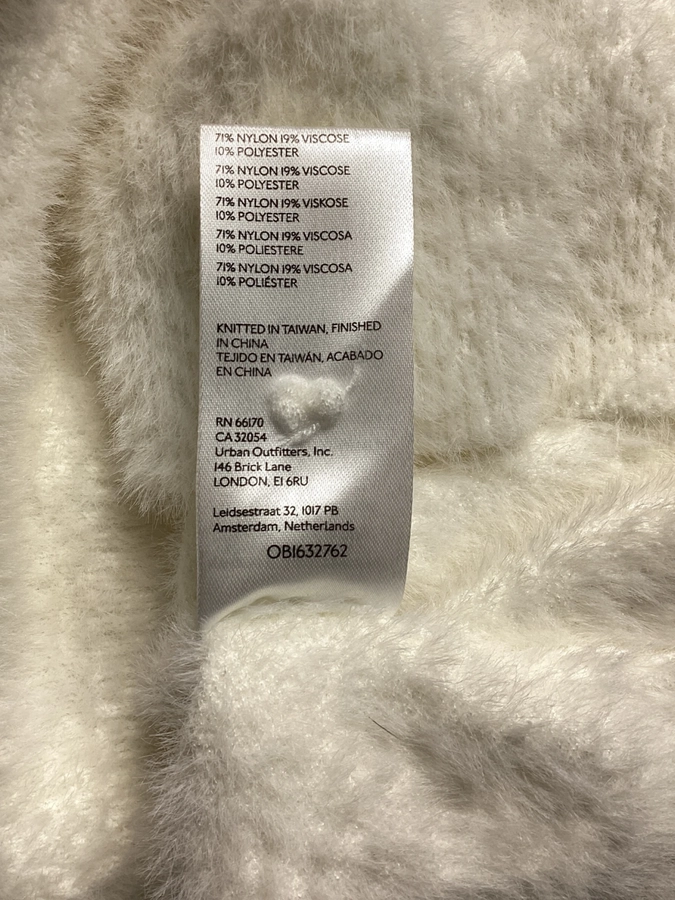 71% NYLON 19% VISCOSE
10% POLYESTER
71% NYLON 19% VISCOSE
10% POLYESTER
71% NYLON 19% VISKOSE
10% POLYESTER
71% NYLON 19% VISCOSA
10% POLIESTERE
71% NYLON 19% VISCOSA
10% POLIÉSTER
KNITTED IN TAIWAN, FINISHED
IN CHINA
TEJIDO EN TAIWÁN, ACABADO
EN CHINA
RN 66170
CA 32054
Urban Outfitters, Inc.
146 Brick Lane
LONDON, E1 6RU
Leidsestraat 32, 1017 PB
Amsterdam, Netherlands
OB1632762